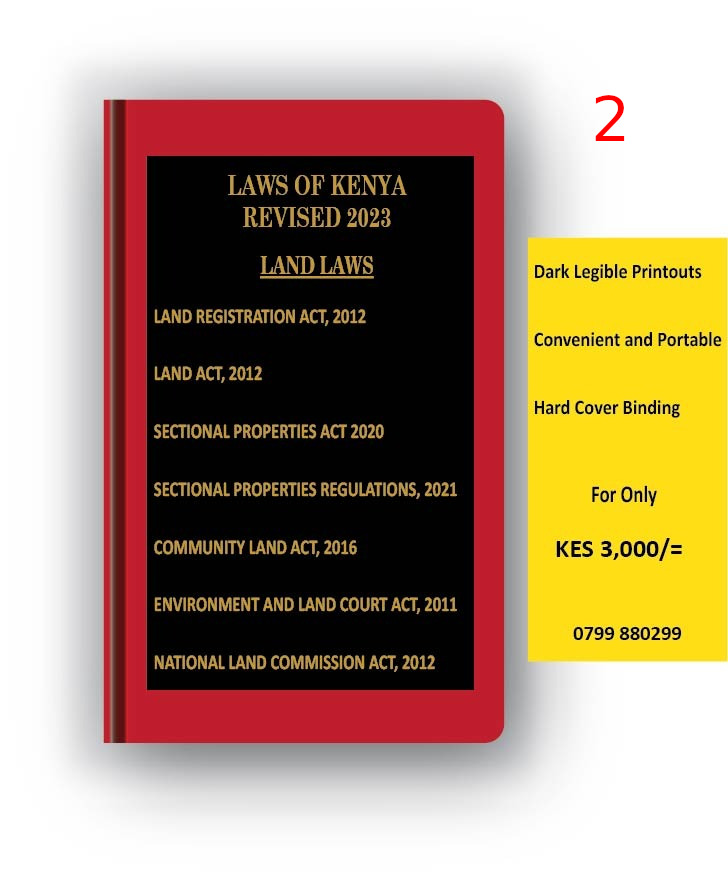 2
LAWS OF KENYA
REVISED 2023
LAND LAWS
LAND REGISTRATION ACT, 2012
LAND ACT, 2012
SECTIONAL PROPERTIES ACT 2020
SECTIONAL PROPERTIES REGULATIONS, 2021
COMMUNITY LAND ACT, 2016
ENVIRONMENT AND LAND COURT ACT, 2011
NATIONAL LAND COMMISSION ACT, 2012
Dark Legible Printouts
Convenient and Portable
Hard Cover Binding
For Only
KES 3,000/=
0799 880299